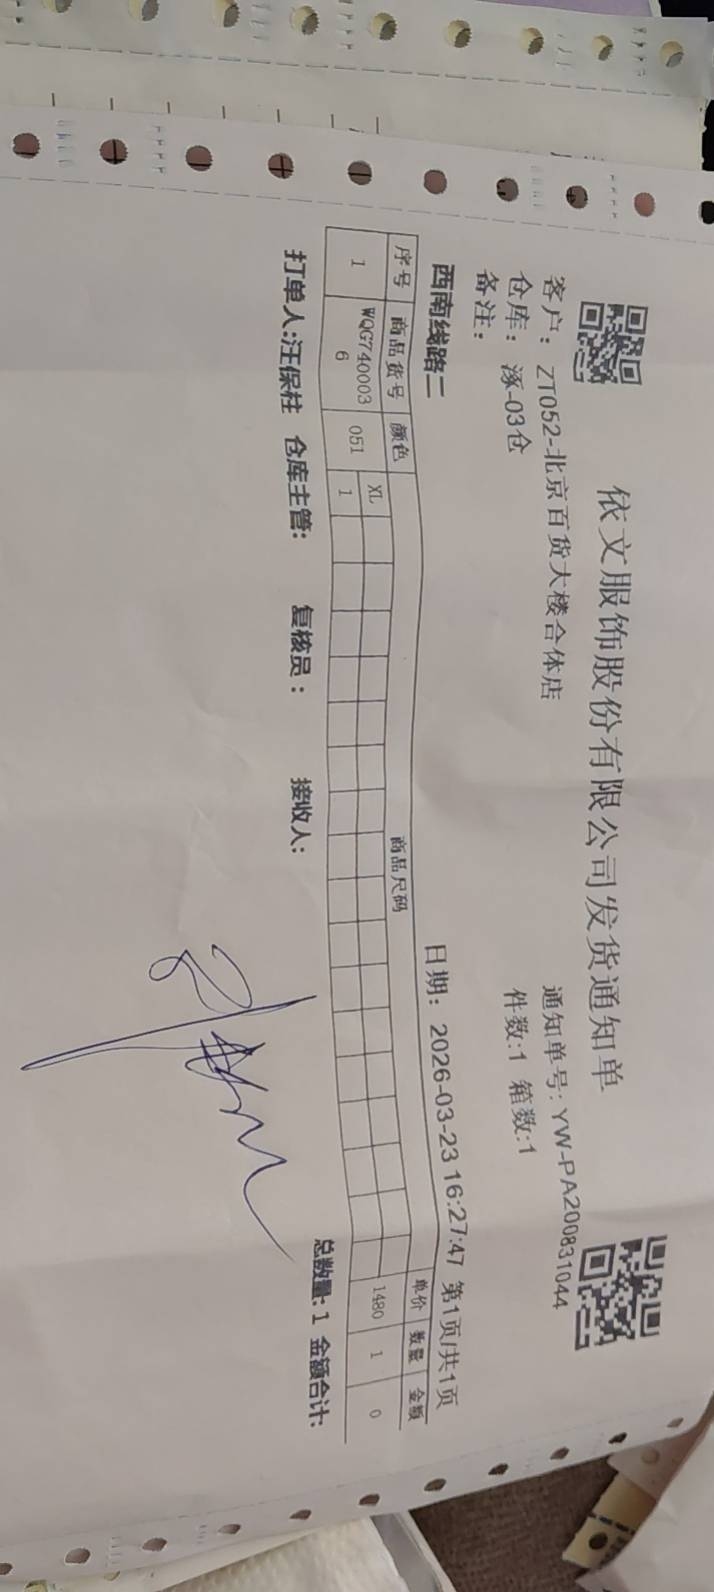 依文服饰股份有限公司发货通知单
客户：ZT052-北京百货大楼合体店 通知单号:YW-PA200831044
仓库：涿-03仓 件数:1 箱数:1
备注：
西南线路二 日期：2026-03-23 16:27:47 第1页/共1页
序号 商品货号 颜色 商品尺码 单价 数量 金额
XL
1 WQG7400036 051 1 1480 1 0
总数量:1 金额合计:
打单人:汪保柱 仓库主管: 复核员： 接收人: